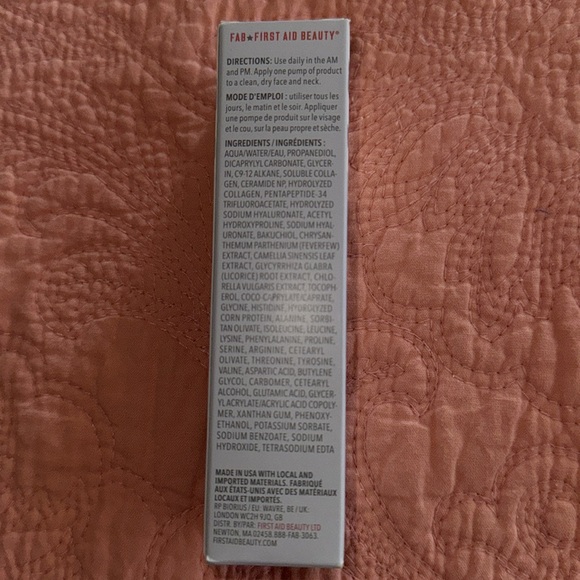 FAB★FIRST AID BEAUTY®
DIRECTIONS: Use daily in the AM
and PM. Apply one pump of product
to a clean, dry face and neck.
MODE D'EMPLOI : utiliser tous les
jours, le matin et le soir. Appliquer
une pompe de produit sur le visage
et le cou, sur la peau propre et sèche.
INGREDIENTS / INGRÉDIENTS :
AQUA/WATER/EAU, PROPANEDIOL,
DICAPRYLYL CARBONATE, GLYCER-
IN, C9-12 ALKANE, SOLUBLE COLLA-
GEN, CERAMIDE NP, HYDROLYZED
COLLAGEN, PENTAPEPTIDE-34
TRIFLUOROACETATE, HYDROLYZED
SODIUM HYALURONATE, ACETYL
HYDROXYPROLINE, SODIUM HYAL-
URONATE, BAKUCHIOL, CHRYSAN-
THEMUM PARTHENIUM (FEVERFEW)
EXTRACT, CAMELLIA SINENSIS LEAF
EXTRACT, GLYCYRRHIZA GLABRA
(LICORICE) ROOT EXTRACT, CHLO-
RELLA VULGARIS EXTRACT, TOCOPH-
EROL, COCO-CAPRYLATE/CAPRATE,
GLYCINE, HISTIDINE, HYDROLYZED
CORN PROTEIN, ALANINE, SORBI-
TAN OLIVATE, ISOLEUCINE, LEUCINE,
LYSINE, PHENYLALANINE, PROLINE,
SERINE, ARGININE, CETEARYL
OLIVATE, THREONINE, TYROSINE,
VALINE, ASPARTIC ACID, BUTYLENE
GLYCOL, CARBOMER, CETEARYL
ALCOHOL, GLUTAMIC ACID, GLYCER-
YLACRYLATE/ACRYLIC ACID COPOLY-
MER, XANTHAN GUM, PHENOXY-
ETHANOL, POTASSIUM SORBATE,
SODIUM BENZOATE, SODIUM
HYDROXIDE, TETRASODIUM EDTA
MADE IN USA WITH LOCAL AND
IMPORTED MATERIALS. FABRIQUÉ
AUX ÉTATS-UNIS AVEC DES MATÉRIAUX
LOCAUX ET IMPORTÉS.
RP BIORIUS / EU: WAVRE, BE / UK:
LONDON WC2H 9JQ, GB
DISTR. BY/PAR: FIRST AID BEAUTY LTD
NEWTON, MA 02458.888-FAB-3063.
FIRSTAIDBEAUTY.COM